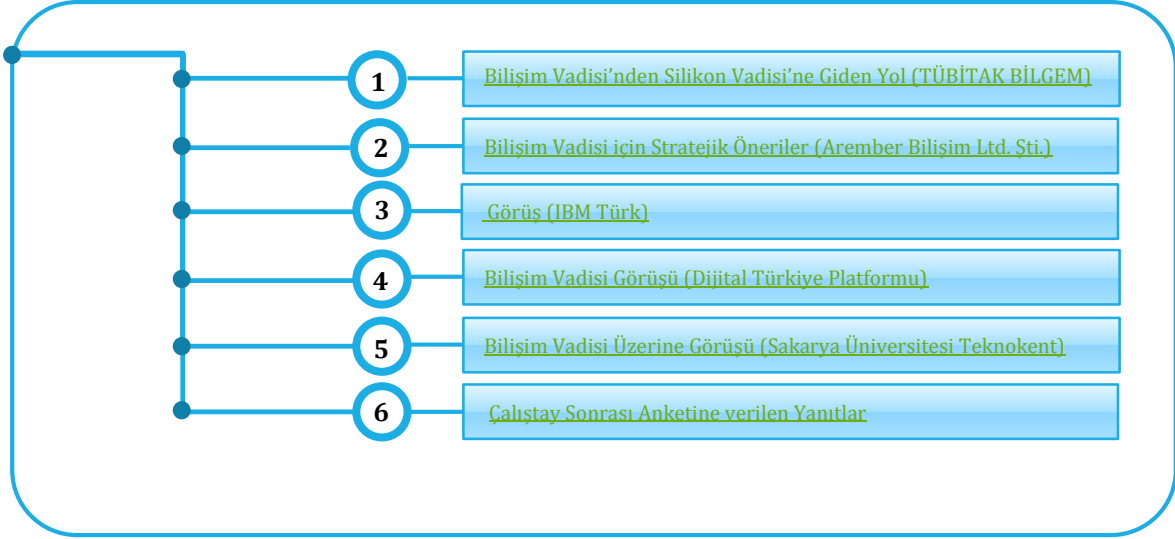 1 Bilişim Vadisi’nden Silikon Vadisi’ne Giden Yol (TÜBİTAK BİLGEM)
2 Bilişim Vadisi için Stratejik Öneriler (Arember Bilişim Ltd. Şti.)
3 Görüş (IBM Türk)
4 Bilişim Vadisi Görüşü (Dijital Türkiye Platformu)
5 Bilişim Vadisi Üzerine Görüşü (Sakarya Üniversitesi Teknokent)
6 Çalıştay Sonrası Anketine verilen Yanıtlar